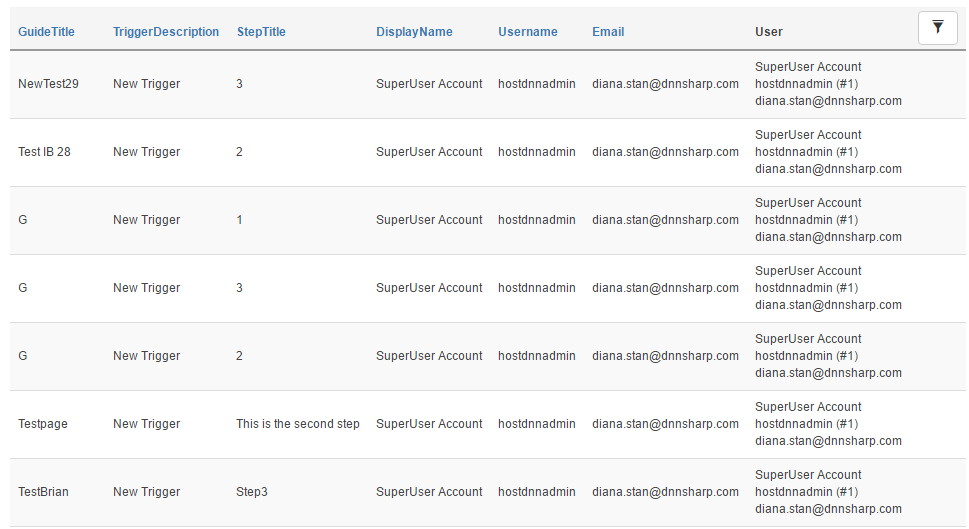 GuideTitle TriggerDescription StepTitle DisplayName Username Email User
SuperUser Account
NewTest29 New Trigger 3 SuperUser Account hostdnnadmin diana.stan@dnnsharp.com hostdnnadmin (#1)
diana.stan@dnnsharp.com
SuperUser Account
Test IB 28 New Trigger 2 SuperUser Account hostdnnadmin diana.stan@dnnsharp.com hostdnnadmin (#1)
diana.stan@dnnsharp.com
SuperUser Account
G New Trigger 1 SuperUser Account hostdnnadmin diana.stan@dnnsharp.com hostdnnadmin (#1)
diana.stan@dnnsharp.com
SuperUser Account
G New Trigger 3 SuperUser Account hostdnnadmin diana.stan@dnnsharp.com hostdnnadmin (#1)
diana.stan@dnnsharp.com
SuperUser Account
G New Trigger 2 SuperUser Account hostdnnadmin diana.stan@dnnsharp.com hostdnnadmin (#1)
diana.stan@dnnsharp.com
SuperUser Account
Testpage New Trigger This is the second step SuperUser Account hostdnnadmin diana.stan@dnnsharp.com hostdnnadmin (#1)
diana.stan@dnnsharp.com
SuperUser Account
TestBrian New Trigger Step3 SuperUser Account hostdnnadmin diana.stan@dnnsharp.com hostdnnadmin (#1)
diana.stan@dnnsharp.com